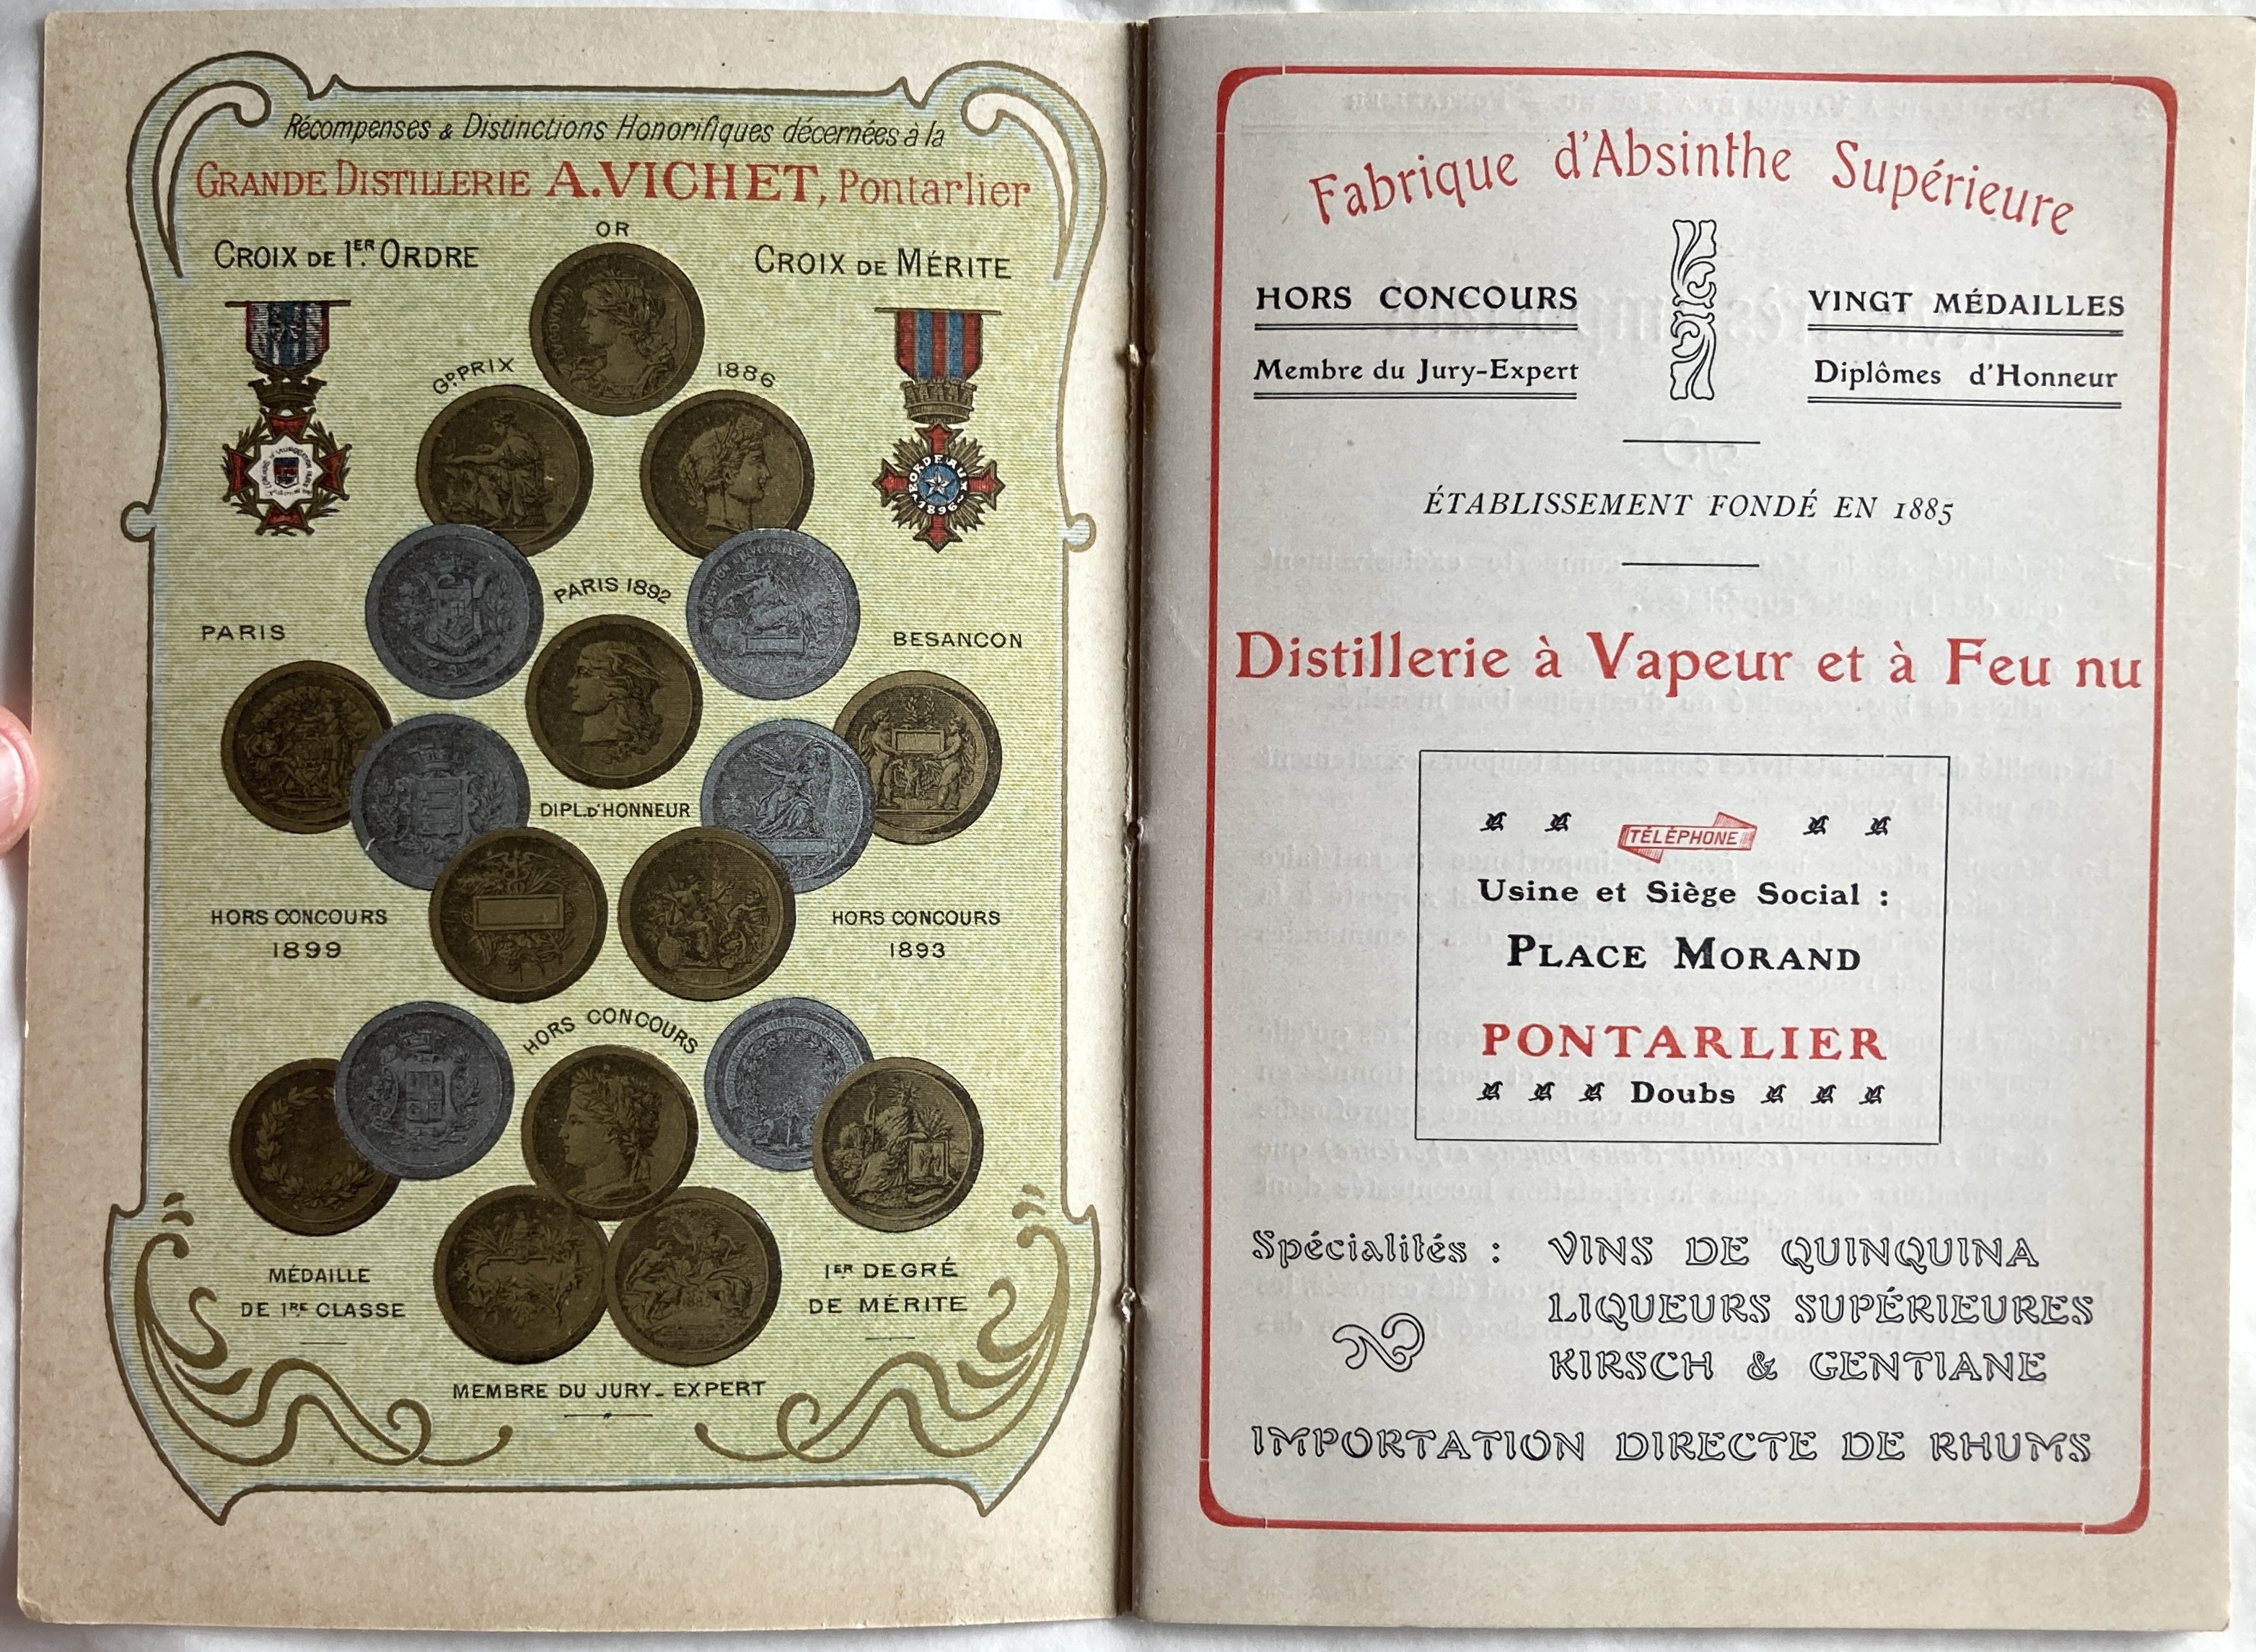 Récompenses & Distinctions Honorifiques décernées à la
GRANDE DISTILLERIE A.VICHET, Pontarlier
OR
CROIX DE 1ER ORDRE
CROIX DE MÉRITE
GD PRIX
1886
BORDEAUX
1896
PARIS 1892
PARIS
BESANCON
DIPL.D'HONNEUR
HORS CONCOURS
1899
HORS CONCOURS
1893
HORS CONCOURS
MÉDAILLE
DE 1RE CLASSE
1ER DEGRÉ
DE MÉRITE
MEMBRE DU JURY-EXPERT
Fabrique d'Absinthe Supérieure
HORS CONCOURS
Membre du Jury-Expert
VINGT MÉDAILLES
Diplômes d'Honneur
ÉTABLISSEMENT FONDÉ EN 1885
Distillerie à Vapeur et à Feu nu
TÉLÉPHONE
Usine et Siège Social :
PLACE MORAND
PONTARLIER
Doubs
Spécialités : VINS DE QUINQUINA
LIQUEURS SUPÉRIEURES
KIRSCH & GENTIANE
IMPORTATION DIRECTE DE RHUMS